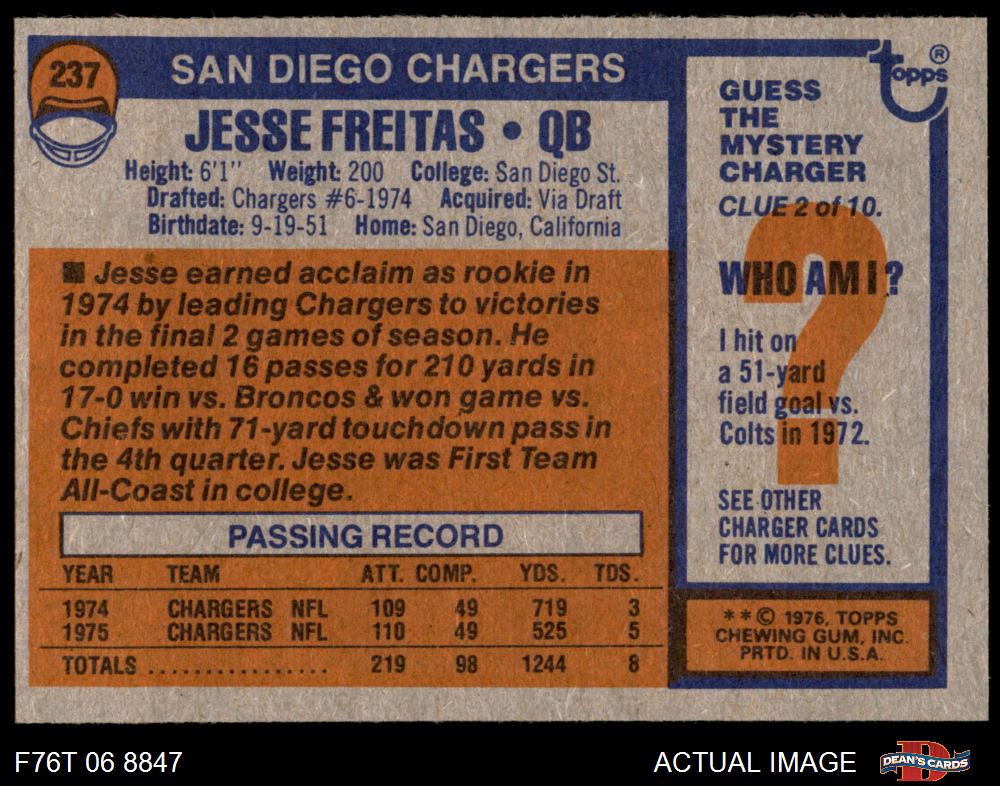 237
SAN DIEGO CHARGERS
JESSE FREITAS • QB
Height: 6'1" Weight: 200 College: San Diego St.
Drafted: Chargers #6-1974 Acquired: Via Draft
Birthdate: 9-19-51 Home: San Diego, California
■ Jesse earned acclaim as rookie in
1974 by leading Chargers to victories
in the final 2 games of season. He
completed 16 passes for 210 yards in
17-0 win vs. Broncos & won game vs.
Chiefs with 71-yard touchdown pass in
the 4th quarter. Jesse was First Team
All-Coast in college.
PASSING RECORD
YEAR TEAM ATT. COMP. YDS. TDS.
1974 CHARGERS NFL 109 49 719 3
1975 CHARGERS NFL 110 49 525 5
TOTALS ................ 219 98 1244 8
topps ®
GUESS
THE
MYSTERY
CHARGER
CLUE 2 of 10.
?
WHO AM I?
I hit on
a 51-yard
field goal vs.
Colts in 1972.
SEE OTHER
CHARGER CARDS
FOR MORE CLUES.
* * © 1976, TOPPS
CHEWING GUM, INC.
PRTD. IN U.S.A.
F76T 06 8847
ACTUAL IMAGE
D
DEAN'S CARDS